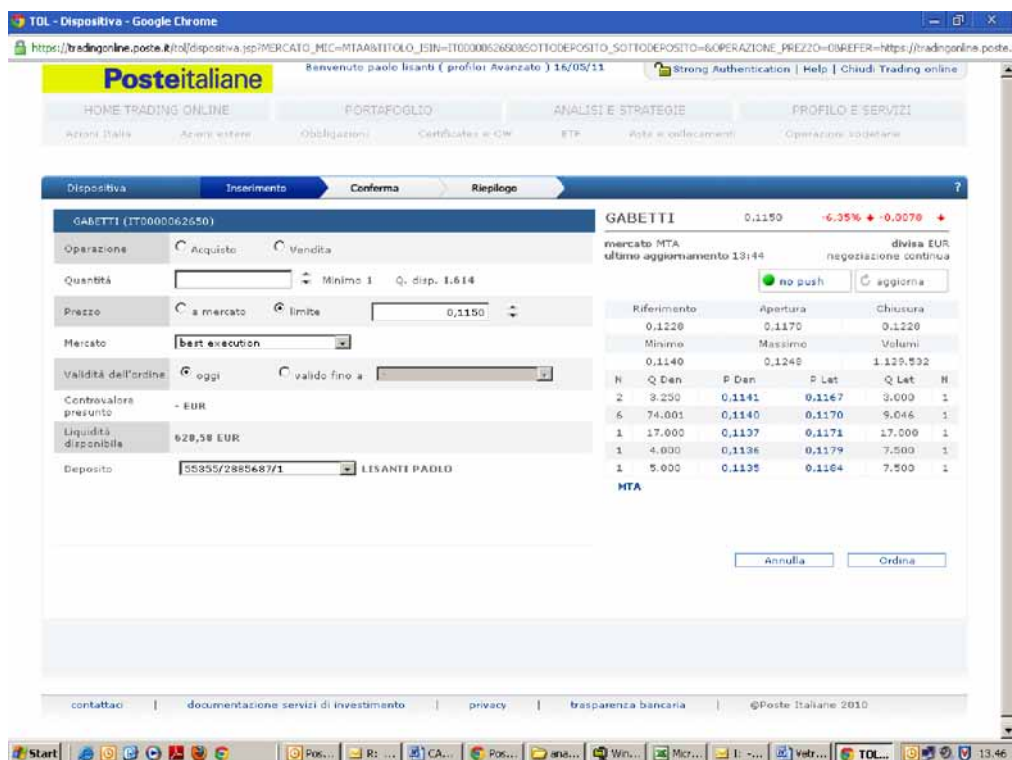 TOL - Dispositiva - Google Chrome
https://tradingonline.poste.it/tol/dispositiva.jsp?MERCATO_MIC=MTAA&TITOLO_ISIN=IT0000062650&SOTTODEPOSITO_SOTTODEPOSITO=&OPERAZIONE_PREZZO=0&REFER=https://tradingonline.poste.
Posteitaliane
Benvenuto paolo lisanti ( profilo: Avanzato ) 16/05/11
Strong Authentication | Help | Chiudi Trading online
HOME TRADING ONLINE PORTAFOGLIO ANALISI E STRATEGIE PROFILO E SERVIZI
Azioni Italia Azioni estere Obbligazioni Certificates e CW ETF Aste e collocamenti Operazioni societarie
Dispositiva Inserimento Conferma Riepilogo ?
GABETTI (IT0000062650)
Operazione Acquisto Vendita
Quantità Minimo 1 Q. disp. 1.614
Prezzo a mercato limite 0,1150
Mercato best execution
Validità dell'ordine oggi valido fino a -
Controvalore presunto - EUR
Liquidità disponibile 628,58 EUR
Deposito 55355/2885687/1 LISANTI PAOLO
GABETTI 0,1150 -6,35% -0,0078
mercato MTA divisa EUR
ultimo aggiornamento 13:44 negoziazione continua
no push aggiorna
Riferimento Apertura Chiusura
0,1228 0,1170 0,1228
Minimo Massimo Volumi
0,1140 0,1248 1.129.532
N Q Den P Den P Let Q Let N
2 3.250 0,1141 0,1167 3.000 1
6 74.001 0,1140 0,1170 9.046 1
1 17.000 0,1137 0,1171 17.000 1
1 4.000 0,1136 0,1179 7.500 1
1 5.000 0,1135 0,1184 7.500 1
MTA
Annulla Ordina
contattaci | documentazione servizi di investimento | privacy | trasparenza bancaria | @Poste Italiane 2010
Start Pos... R: ... CA... Pos... ana... Win... Micr... I: -... Vetr... TOL... 13.46